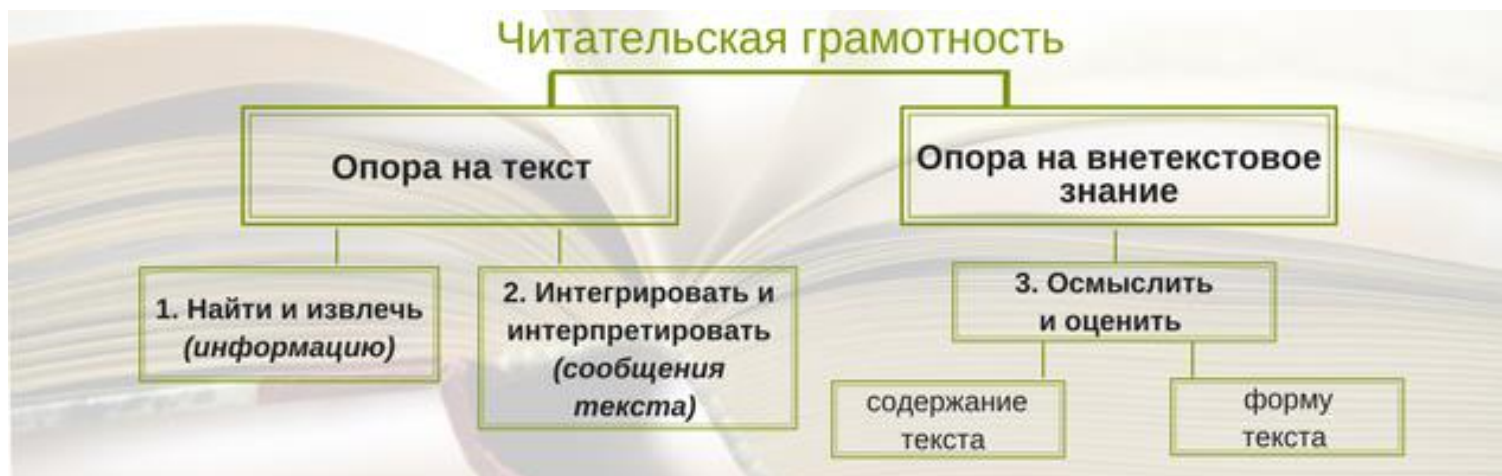 Читательская грамотность
Опора на текст
Опора на внетекстовое
знание
1. Найти и извлечь
(информацию)
2. Интегрировать и
интерпретировать
(сообщения
текста)
3. Осмыслить
и оценить
содержание
текста
форму
текста